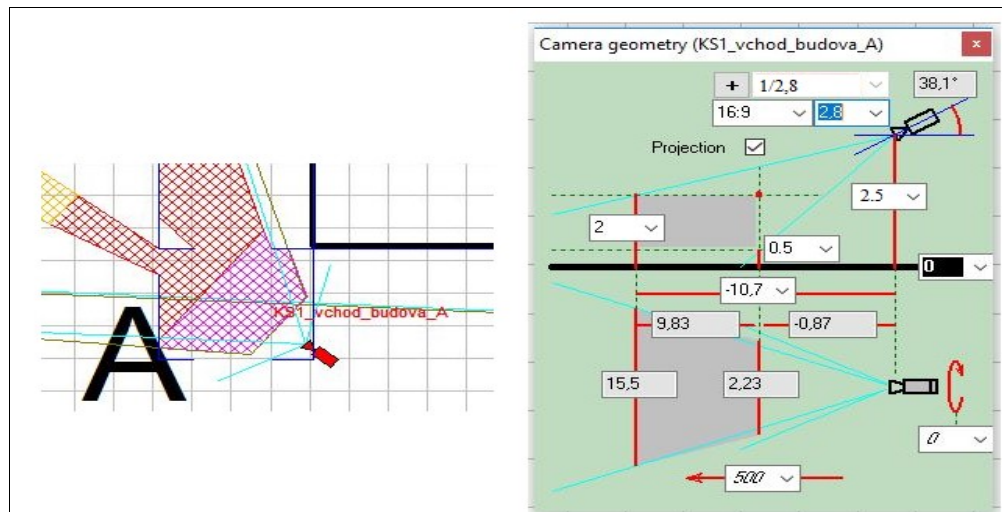 KS1_vchod_budova_A
A
Camera geometry (KS1_vchod_budova_A)
x
+ 1/2,8 38,1°
16:9 2,8
Projection
2.5
2
0.5
0
-10,7
9,83 -0,87
15,5 2,23
0
500